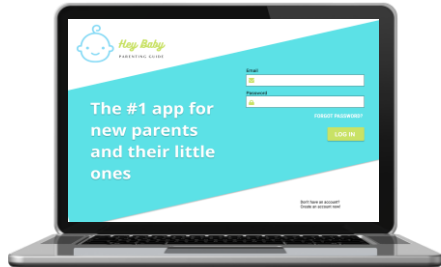 Hey Baby
PARENTING GUIDE
Email
Password
FORGOT PASSWORD?
LOG IN
The #1 app for
new parents
and their little
ones
Don't have an account?
Create an account now!